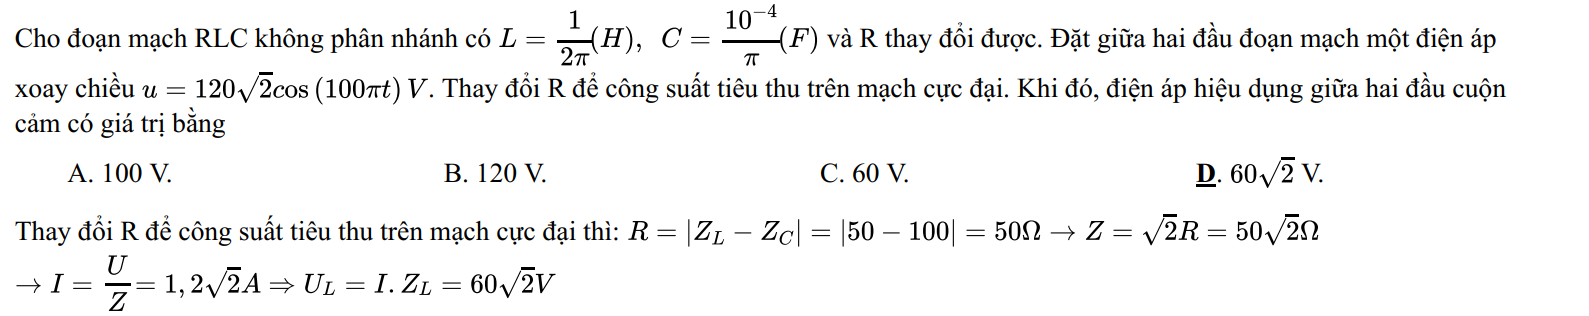 Cho đoạn mạch RLC không phân nhánh có $L = \frac{1}{2\pi}(H), \ C = \frac{10^{-4}}{\pi}(F)$ và R thay đổi được. Đặt giữa hai đầu đoạn mạch một điện áp
xoay chiều $u = 120\sqrt{2}cos(100\pi t)V$. Thay đổi R để công suất tiêu thu trên mạch cực đại. Khi đó, điện áp hiệu dụng giữa hai đầu cuộn
cảm có giá trị bằng
A. 100 V. B. 120 V. C. 60 V. D. $60\sqrt{2}$ V.
Thay đổi R để công suất tiêu thu trên mạch cực đại thì: $R = |Z_L - Z_C| = |50 - 100| = 50\Omega \rightarrow Z = \sqrt{2}R = 50\sqrt{2}\Omega$
$\rightarrow I = \frac{U}{Z} = 1,2\sqrt{2}A \Rightarrow U_L = I.Z_L = 60\sqrt{2}V$